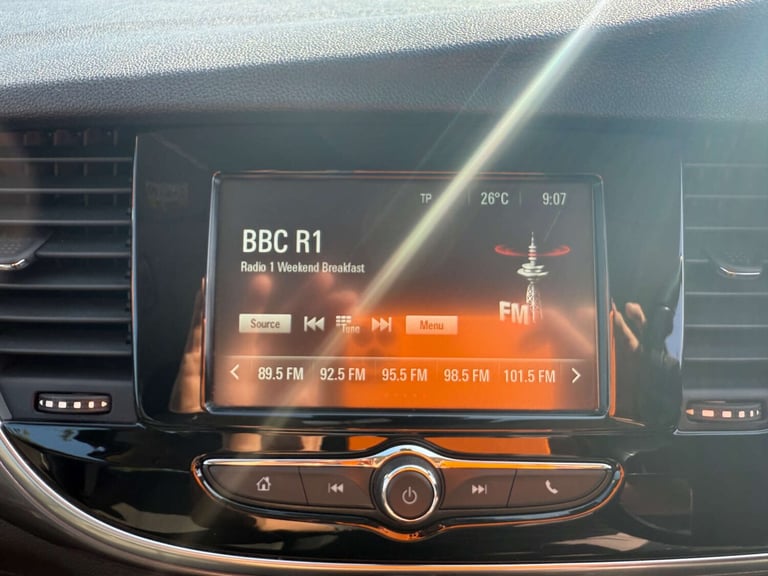 TP 26°C 9:07
BBC R1
Radio 1 Weekend Breakfast
FM
Source Tune Menu
89.5 FM 92.5 FM 95.5 FM 98.5 FM 101.5 FM